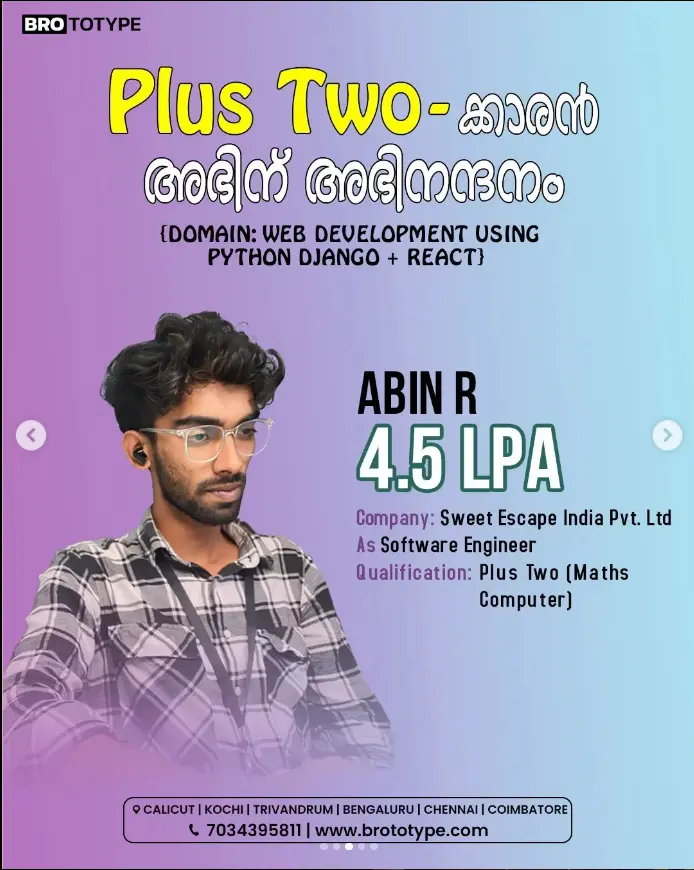 BROTOTYPE
Plus Two-ക്കാരൻ
അഭിന് അഭിനന്ദനം
{DOMAIN: WEB DEVELOPMENT USING
PYTHON DJANGO + REACT}
ABIN R
4.5 LPA
Company: Sweet Escape India Pvt. Ltd
As Software Engineer
Qualification: Plus Two (Maths
Computer)
CALICUT | KOCHI | TRIVANDRUM | BENGALURU | CHENNAI | COIMBATORE
7034395811 | www.brototype.com